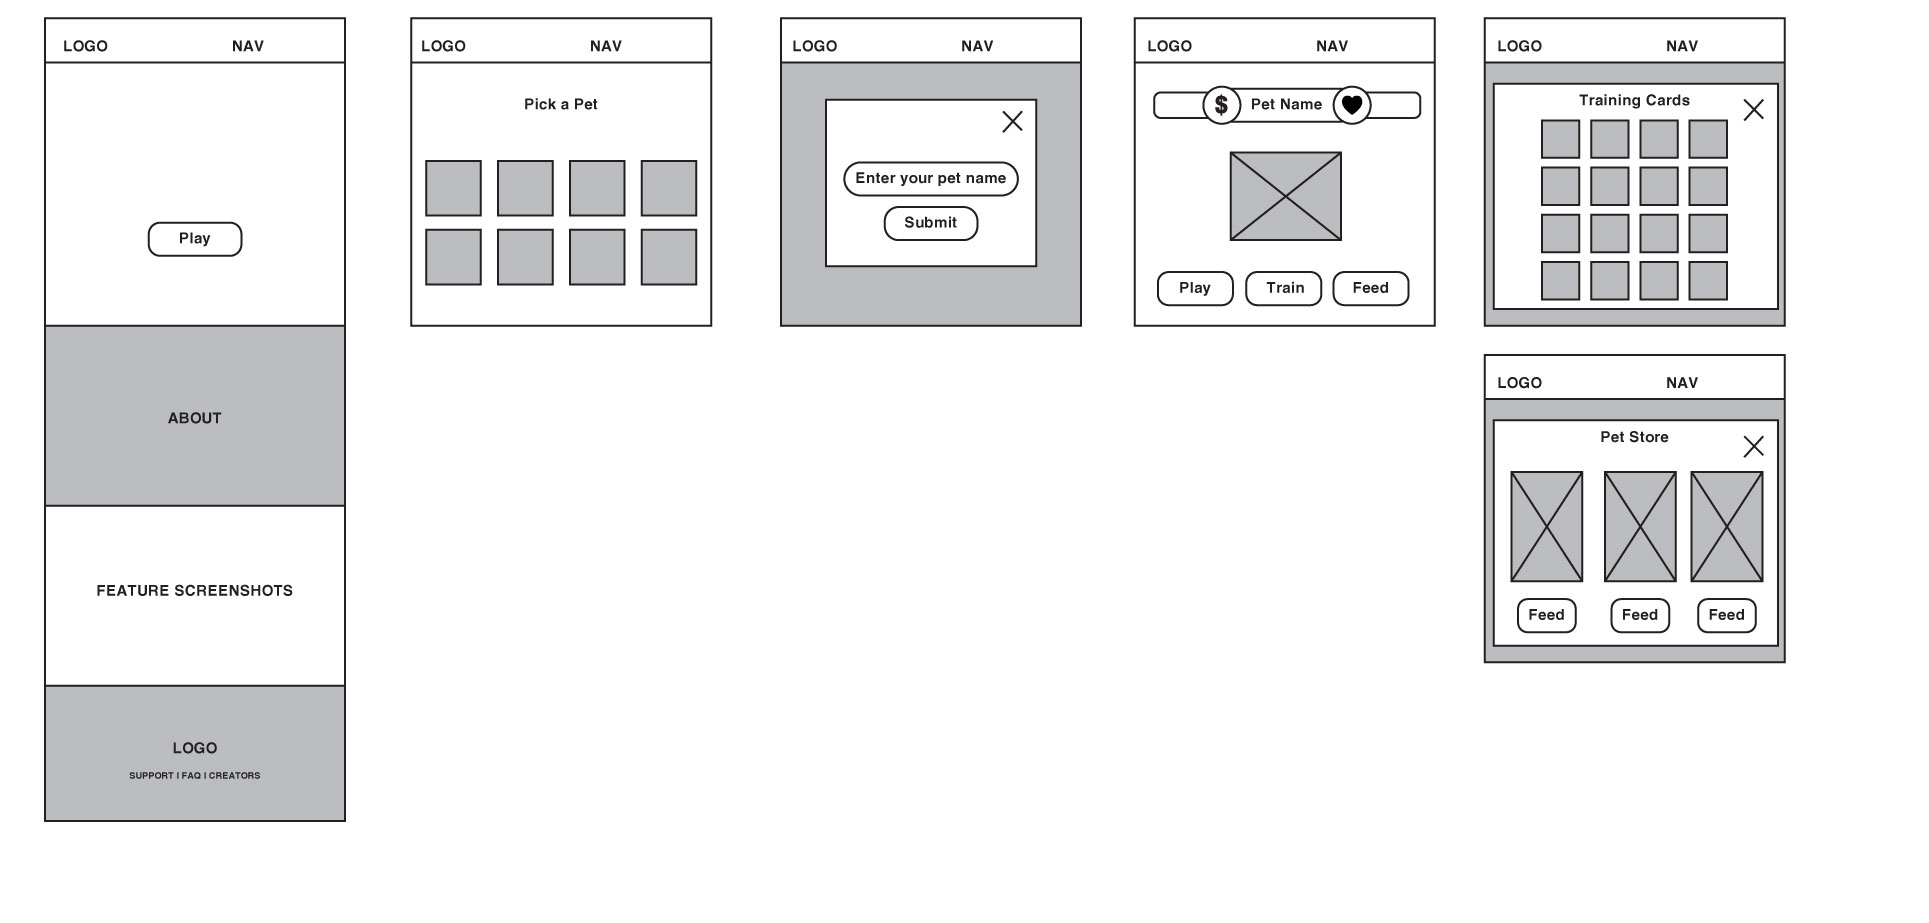 LOGO NAV
Play
ABOUT
FEATURE SCREENSHOTS
LOGO
SUPPORT | FAQ | CREATORS
LOGO NAV
Pick a Pet
LOGO NAV
Enter your pet name
Submit
LOGO NAV
$ Pet Name
Play Train Feed
LOGO NAV
Training Cards
LOGO NAV
Pet Store
Feed Feed Feed